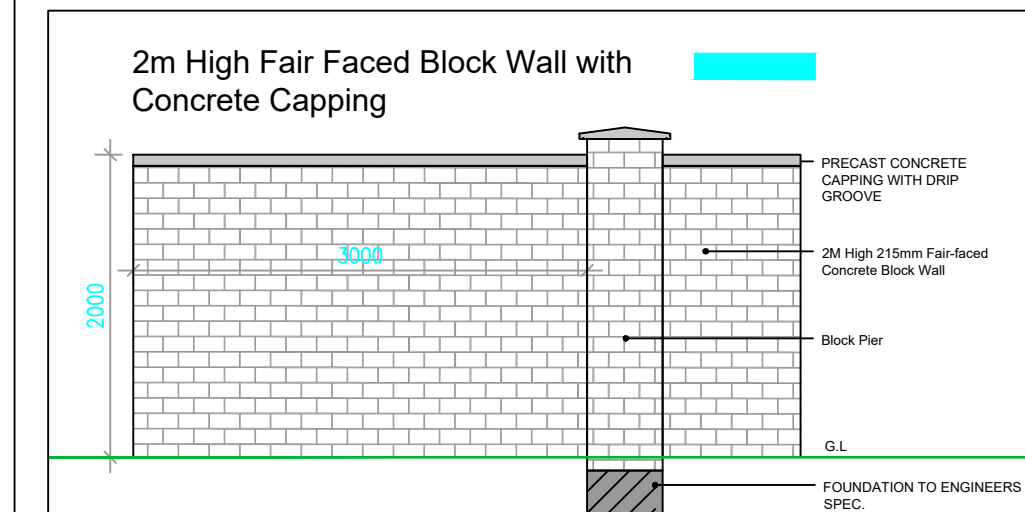 2m High Fair Faced Block Wall with
Concrete Capping
PRECAST CONCRETE
CAPPING WITH DRIP
GROOVE
3000
2M High 215mm Fair-faced
Concrete Block Wall
2000
Block Pier
G.L
FOUNDATION TO ENGINEERS
SPEC.